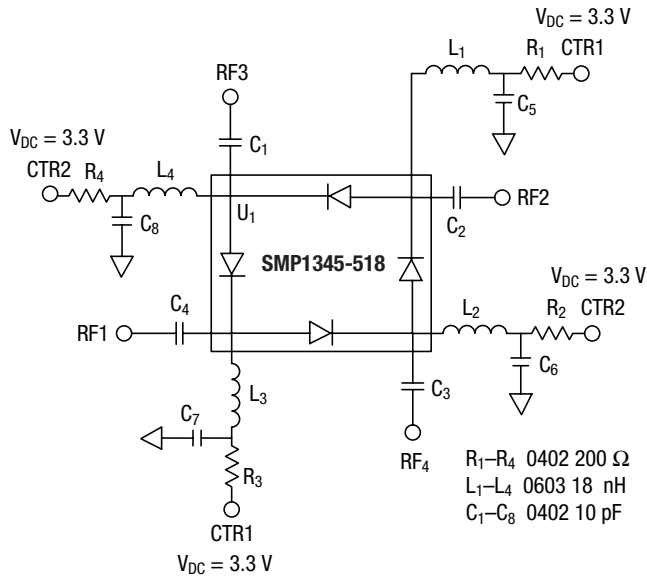 V_DC = 3.3 V
L₁ R₁ CTR1
C₅
RF3
C₁
V_DC = 3.3 V
CTR2 R₄ L₄
C₈
U₁
C₂ RF2
SMP1345-518
V_DC = 3.3 V
L₂ R₂ CTR2
C₆
RF1 C₄
C₃
RF₄
L₃
C₇
R₃
CTR1
V_DC = 3.3 V
R₁–R₄ 0402 200 Ω
L₁–L₄ 0603 18 nH
C₁–C₈ 0402 10 pF